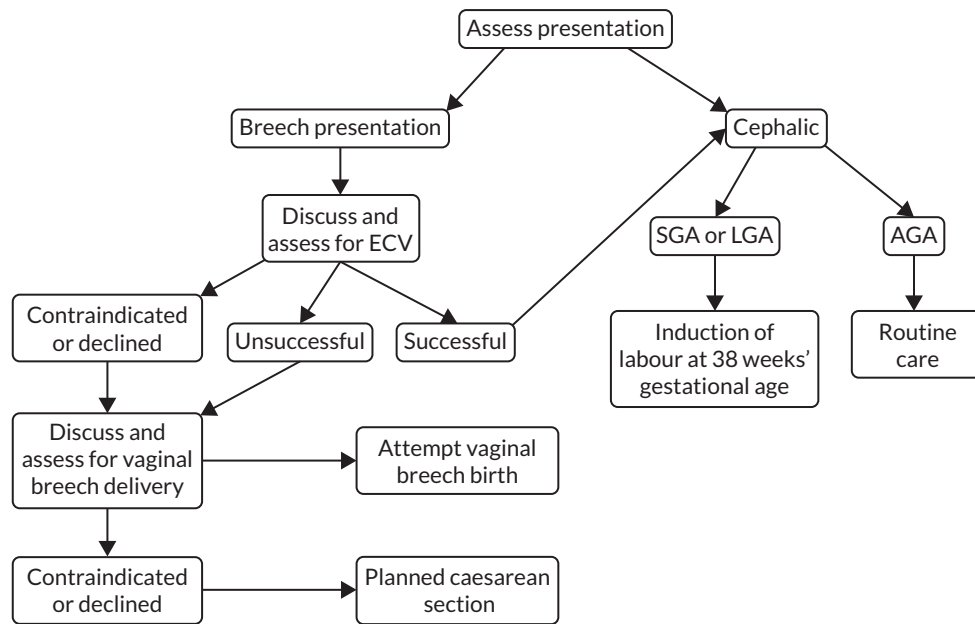 Assess presentation
Breech presentation
Cephalic
Discuss and
assess for ECV
SGA or LGA
AGA
Contraindicated
or declined
Unsuccessful
Successful
Induction of
labour at 38 weeks’
gestational age
Routine
care
Discuss and
assess for vaginal
breech delivery
Attempt vaginal
breech birth
Contraindicated
or declined
Planned caesarean
section